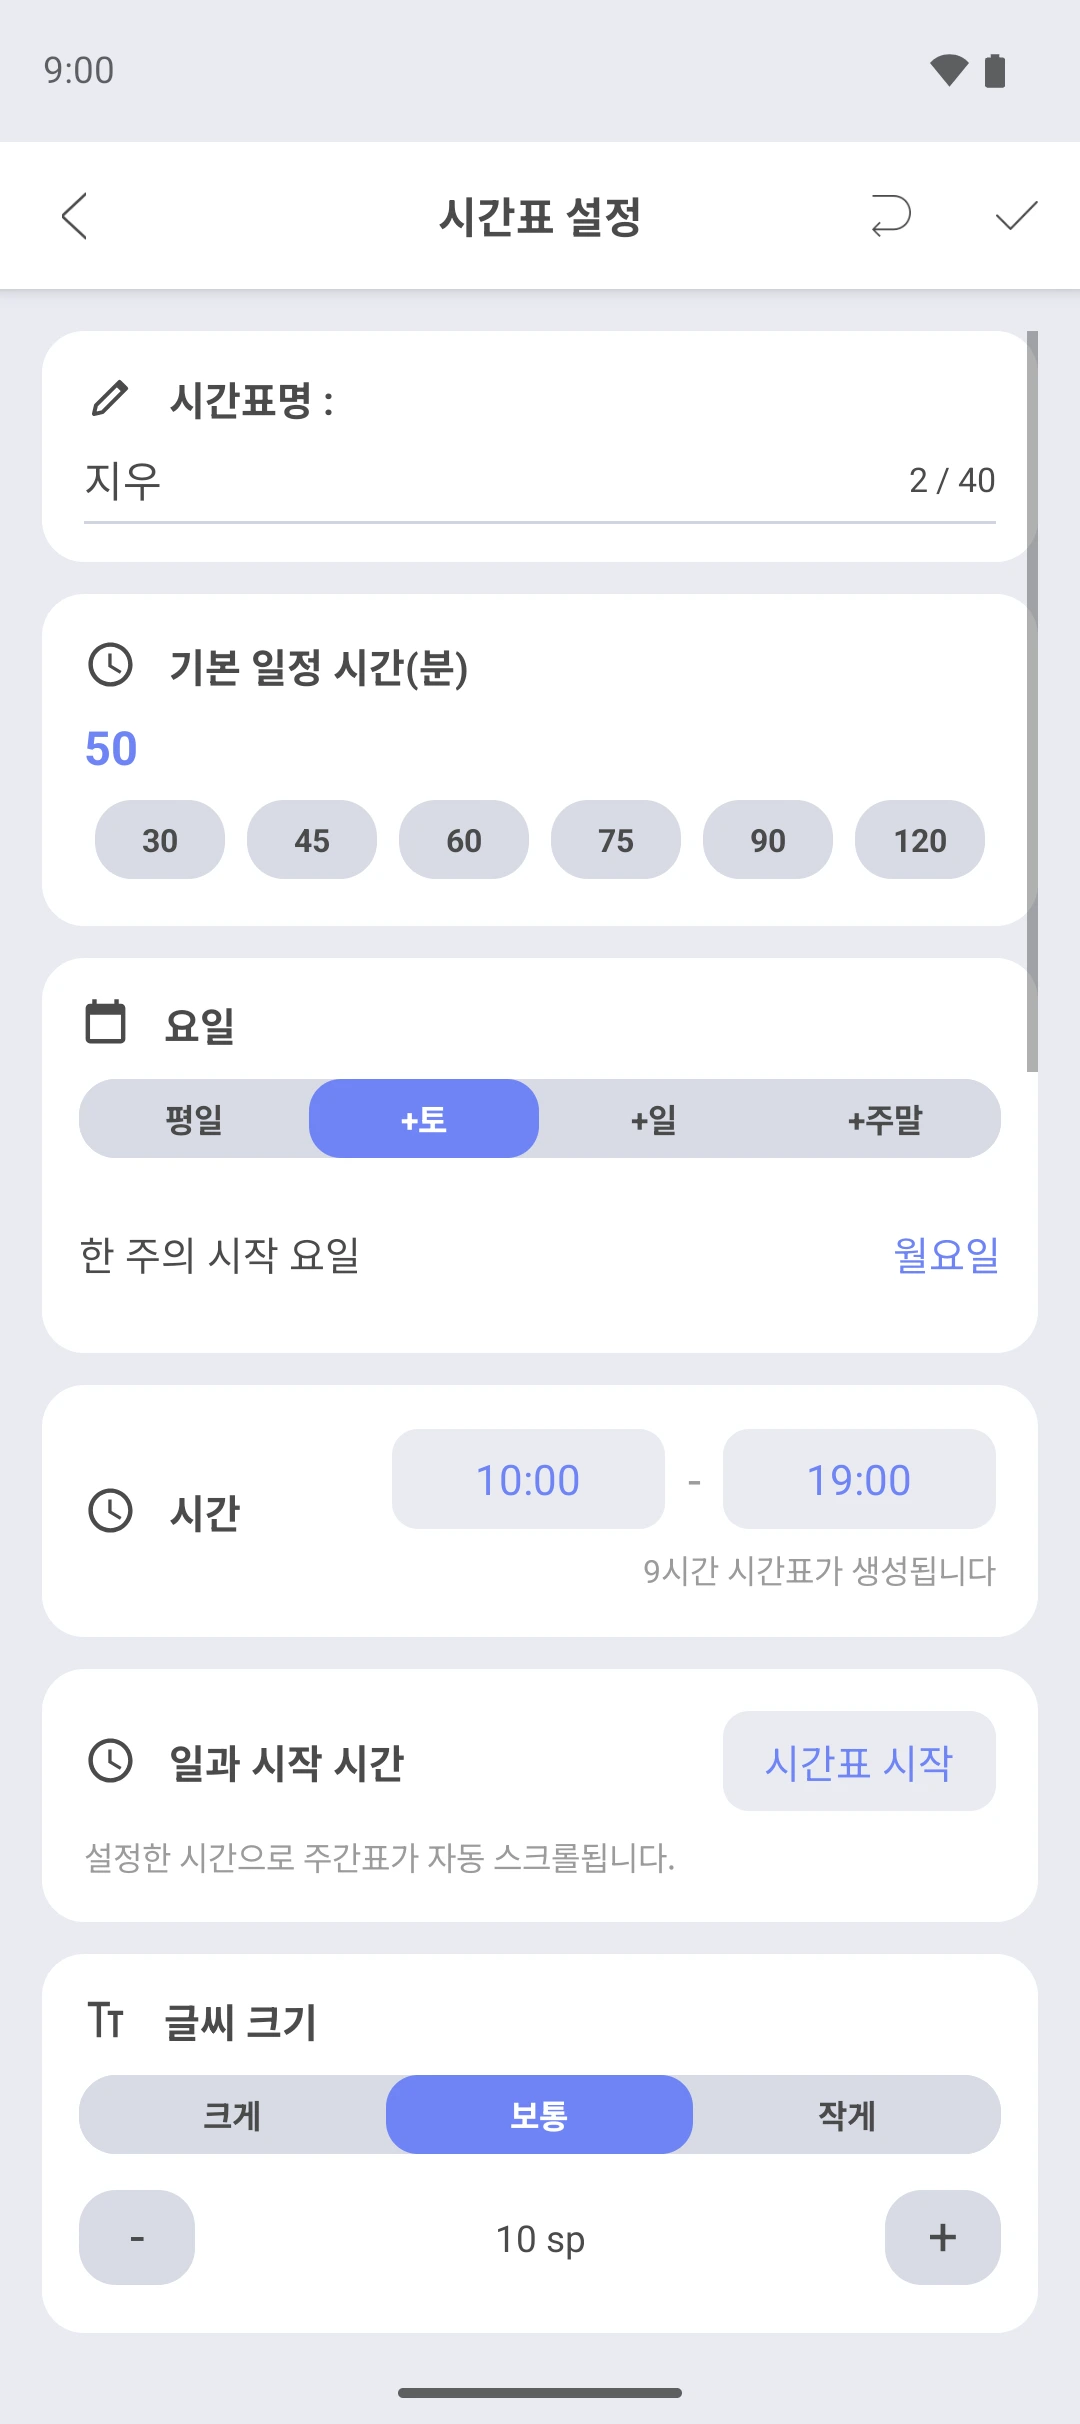 9:00
시간표 설정
시간표명 :
지우 2 / 40
기본 일정 시간(분)
50
30 45 60 75 90 120
요일
평일 +토 +일 +주말
한 주의 시작 요일 월요일
시간 10:00 - 19:00
9시간 시간표가 생성됩니다
일과 시작 시간 시간표 시작
설정한 시간으로 주간표가 자동 스크롤됩니다.
Tт 글씨 크기
크게 보통 작게
- 10 sp +